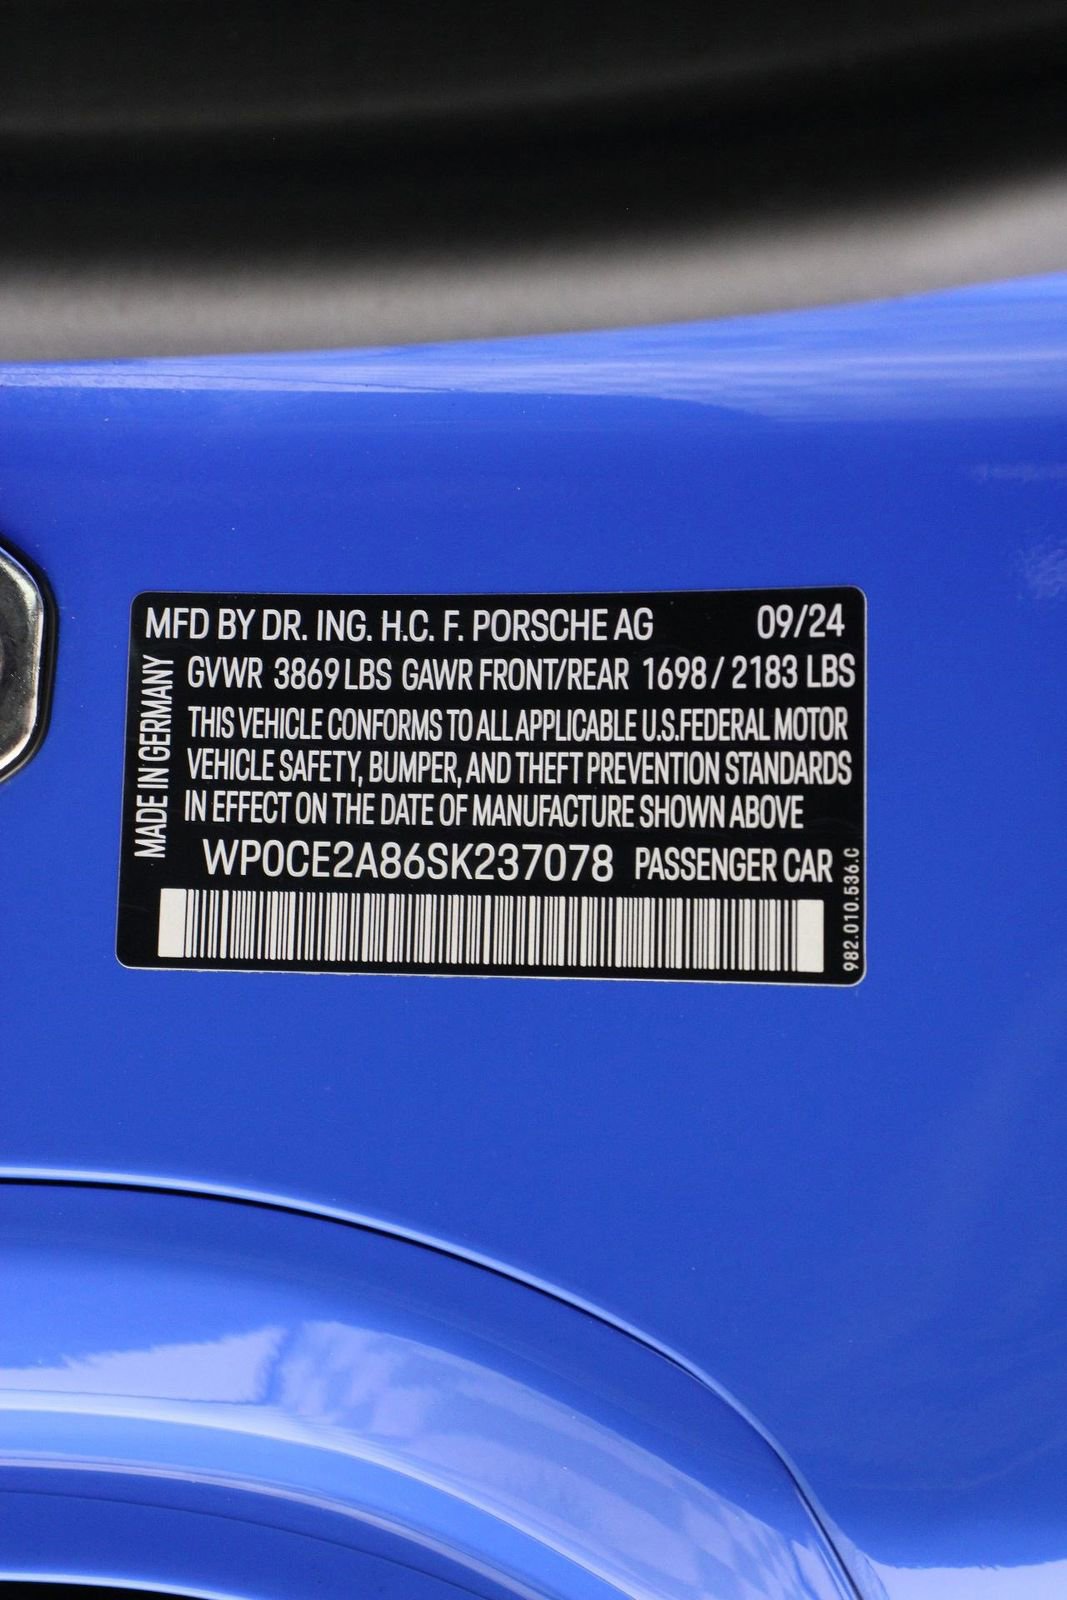 MFD BY DR. ING. H.C. F. PORSCHE AG 09/24
GVWR 3869 LBS GAWR FRONT/REAR 1698 / 2183 LBS
THIS VEHICLE CONFORMS TO ALL APPLICABLE U.S.FEDERAL MOTOR
VEHICLE SAFETY, BUMPER, AND THEFT PREVENTION STANDARDS
IN EFFECT ON THE DATE OF MANUFACTURE SHOWN ABOVE
WP0CE2A86SK237078 PASSENGER CAR
MADE IN GERMANY
982.010.536.C